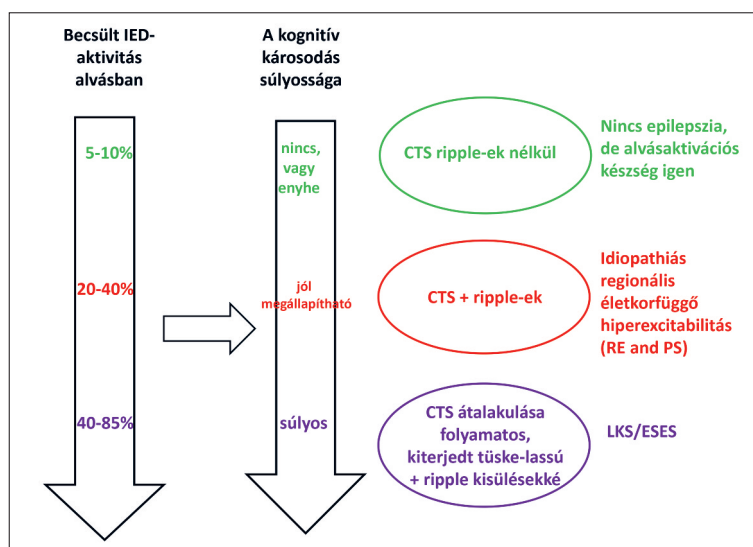 Becsült IED-
aktivitás
alvásban
A kognitív
károsodás
súlyossága
5-10%
nincs,
vagy
enyhe
CTS ripple-ek nélkül
Nincs epilepszia,
de alvásaktivációs
készség igen
20-40%
jól
megállapítható
CTS + ripple-ek
Idiopathiás
regionális
életkorfüggő
hiperexcitabilitás
(RE and PS)
40-85%
súlyos
CTS átalakulása
folyamatos,
kiterjedt tüske-lassú
+ ripple kisülésekké
LKS/ESES